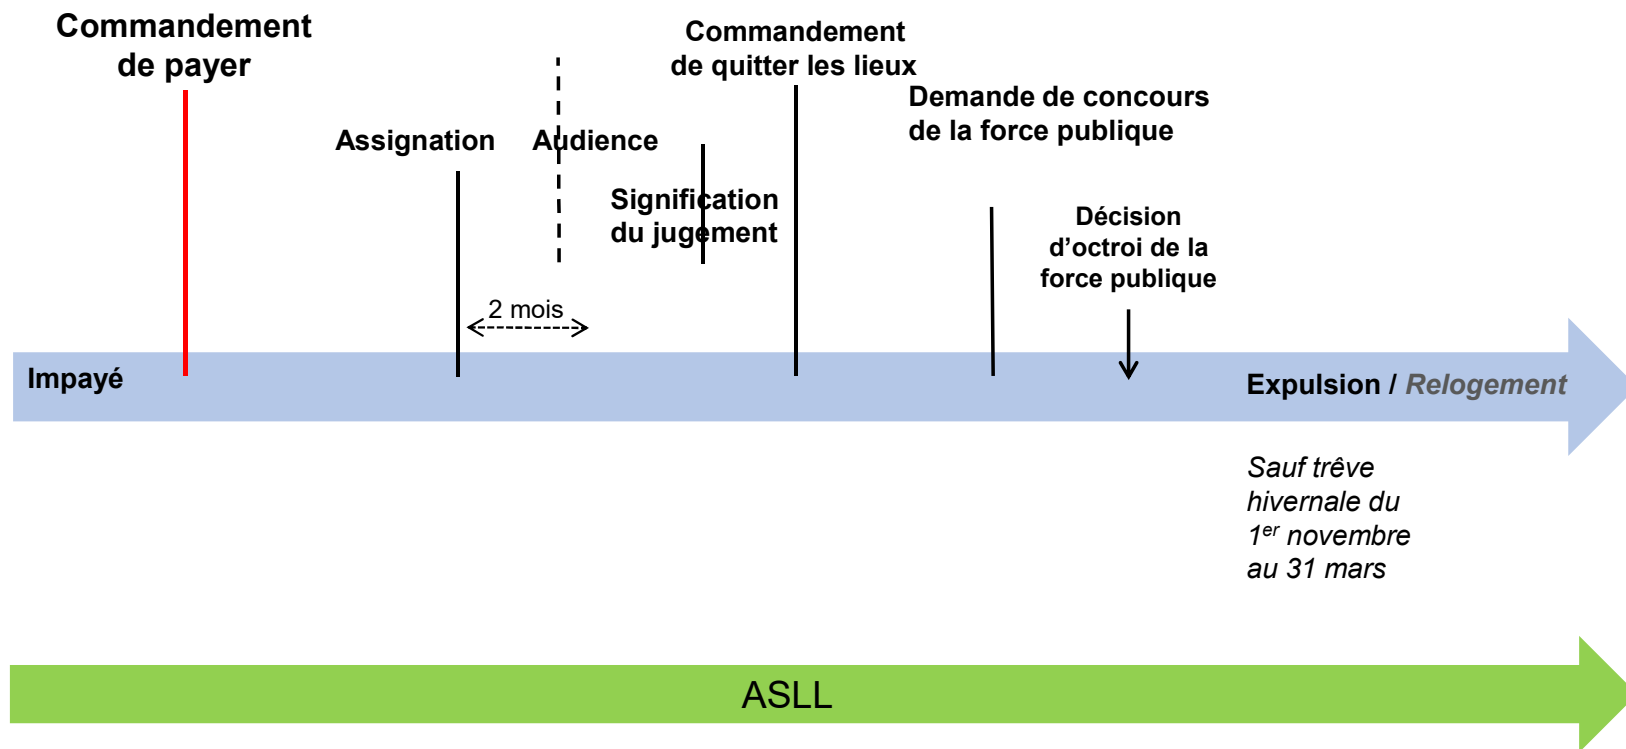 Commandement
de payer
Assignation
Audience
Signification
du jugement
Commandement
de quitter les lieux
Demande de concours
de la force publique
Décision
d’octroi de la
force publique
2 mois
Impayé
Expulsion / Relogement
Sauf trêve
hivernale du
1er novembre
au 31 mars
ASLL